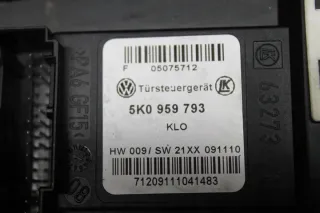 F 05075712
Türsteuergerät
5K0 959 793
KLO
HW 009/ SW 21XX 091110
71209111041483